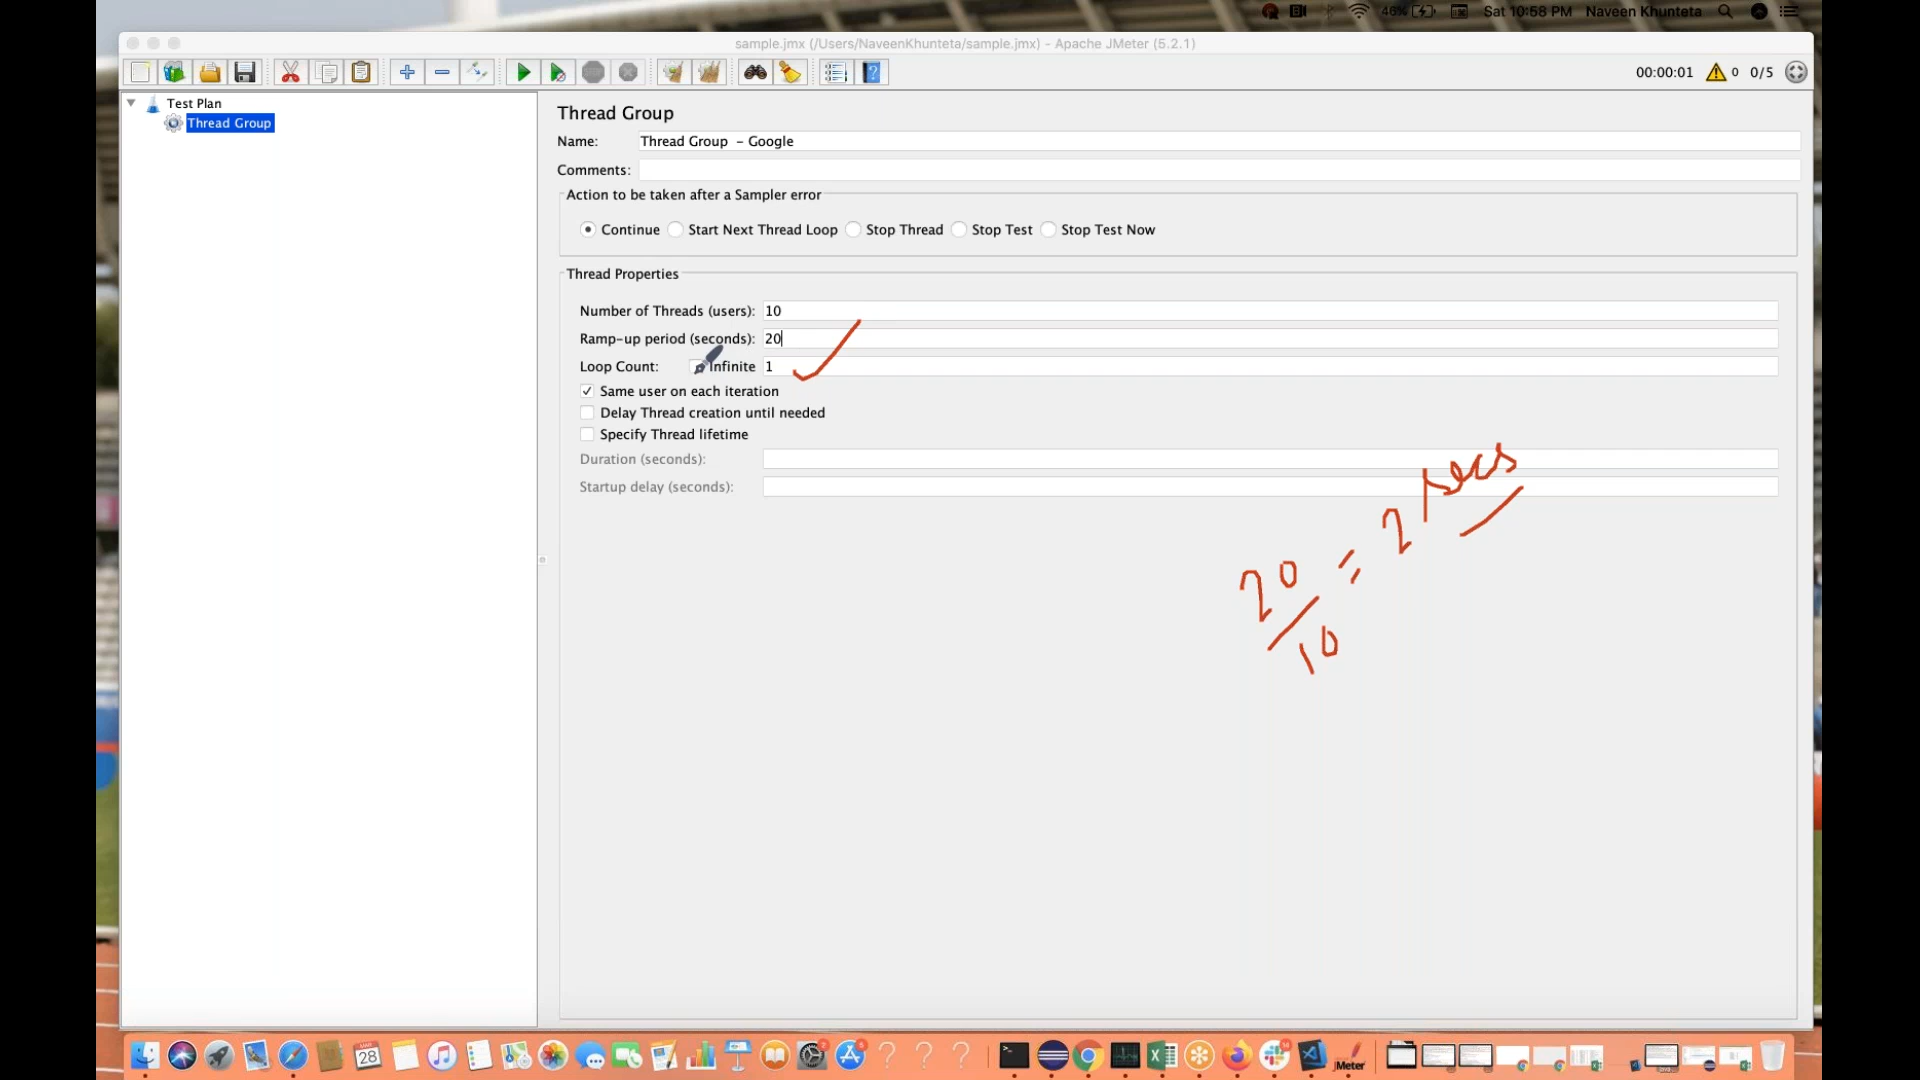 46% Sat 10:58 PM Naveen Khunteta
sample.jmx (/Users/NaveenKhunteta/sample.jmx) - Apache JMeter (5.2.1)
00:00:01 0 0/5
Test Plan
Thread Group
Thread Group
Name: Thread Group - Google
Comments:
Action to be taken after a Sampler error
Continue Start Next Thread Loop Stop Thread Stop Test Stop Test Now
Thread Properties
Number of Threads (users): 10
Ramp-up period (seconds): 20
Loop Count: Infinite 1
Same user on each iteration
Delay Thread creation until needed
Specify Thread lifetime
Duration (seconds):
Startup delay (seconds):
20/10 = 2 secs
28
JMeter